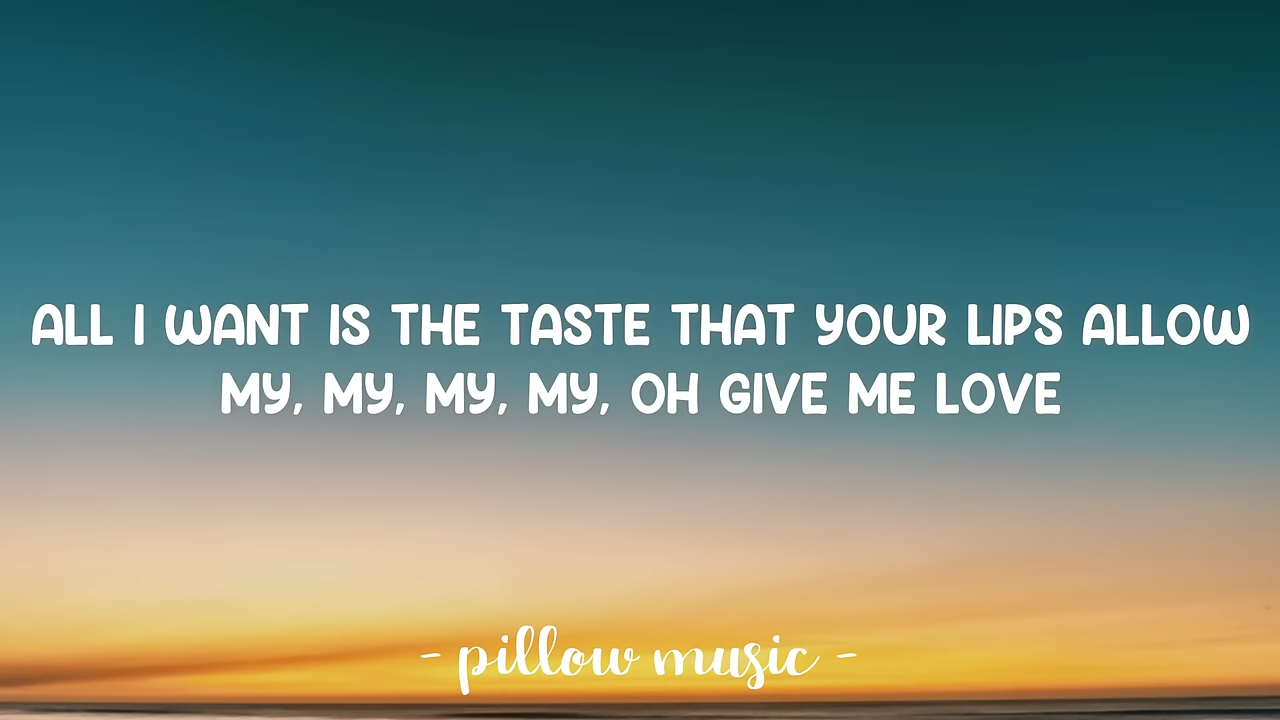 ALL I WANT IS THE TASTE THAT YOUR LIPS ALLOW
MY, MY, MY, MY, OH GIVE ME LOVE
- pillow music -